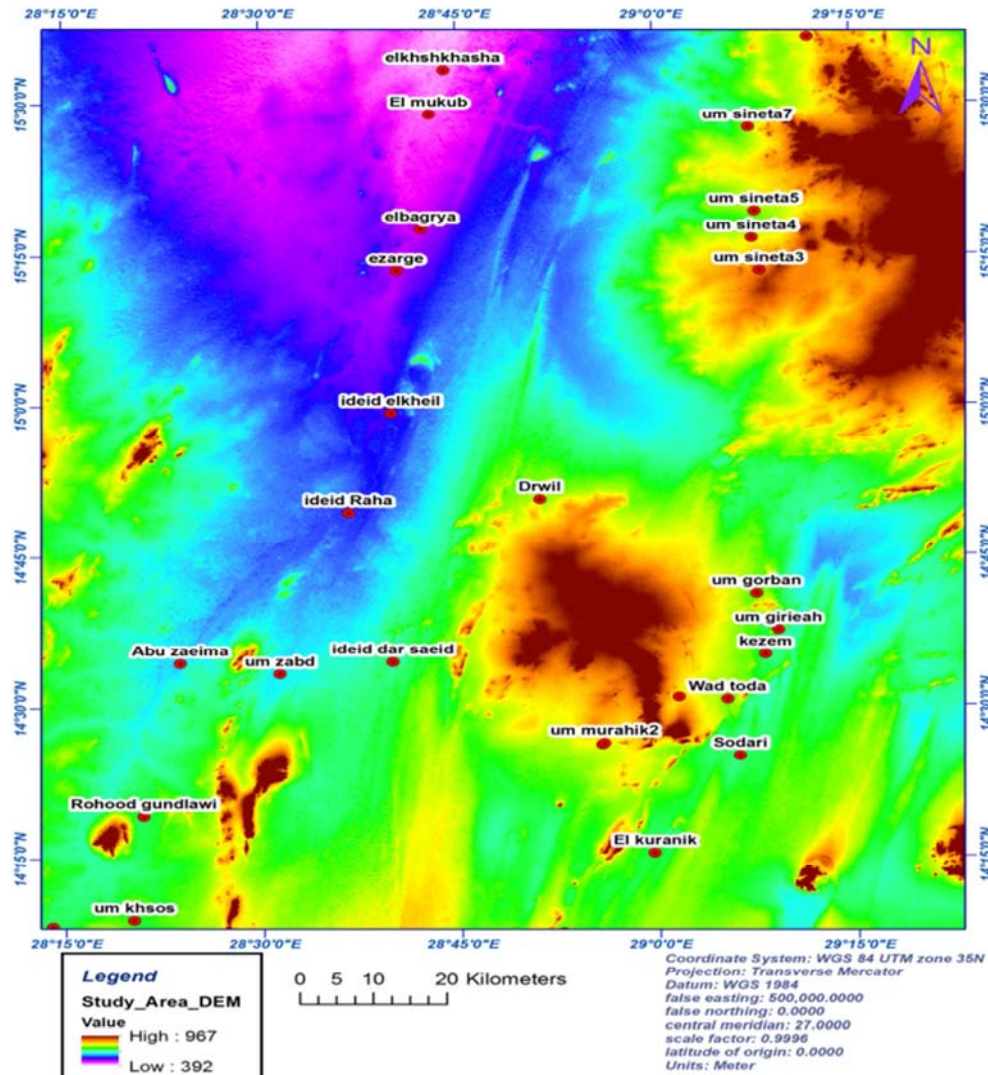 28°15'0"E 28°30'0"E 28°45'0"E 29°0'0"E 29°15'0"E
N
elkhshkhasha
El mukub
15°30'0"N
um sineta7
um sineta5
elbagrya
um sineta4
ezarge
um sineta3
15°15'0"N
ideid elkheil
15°0'0"N
Drwil
ideid Raha
14°45'0"N
um gorban
um girieah
kezem
Abu zaeima
um zabd
ideid dar saeid
Wad toda
14°30'0"N
um murahik2
Sodari
Rohood gundlawi
El kuranik
14°15'0"N
um khsos
28°15'0"E 28°30'0"E 28°45'0"E 29°0'0"E 29°15'0"E
Legend
Study_Area_DEM
Value
High : 967
Low : 392
0 5 10 20 Kilometers
Coordinate System: WGS 84 UTM zone 35N
Projection: Transverse Mercator
Datum: WGS 1984
false easting: 500,000.0000
false northing: 0.0000
central meridian: 27.0000
scale factor: 0.9996
latitude of origin: 0.0000
Units: Meter